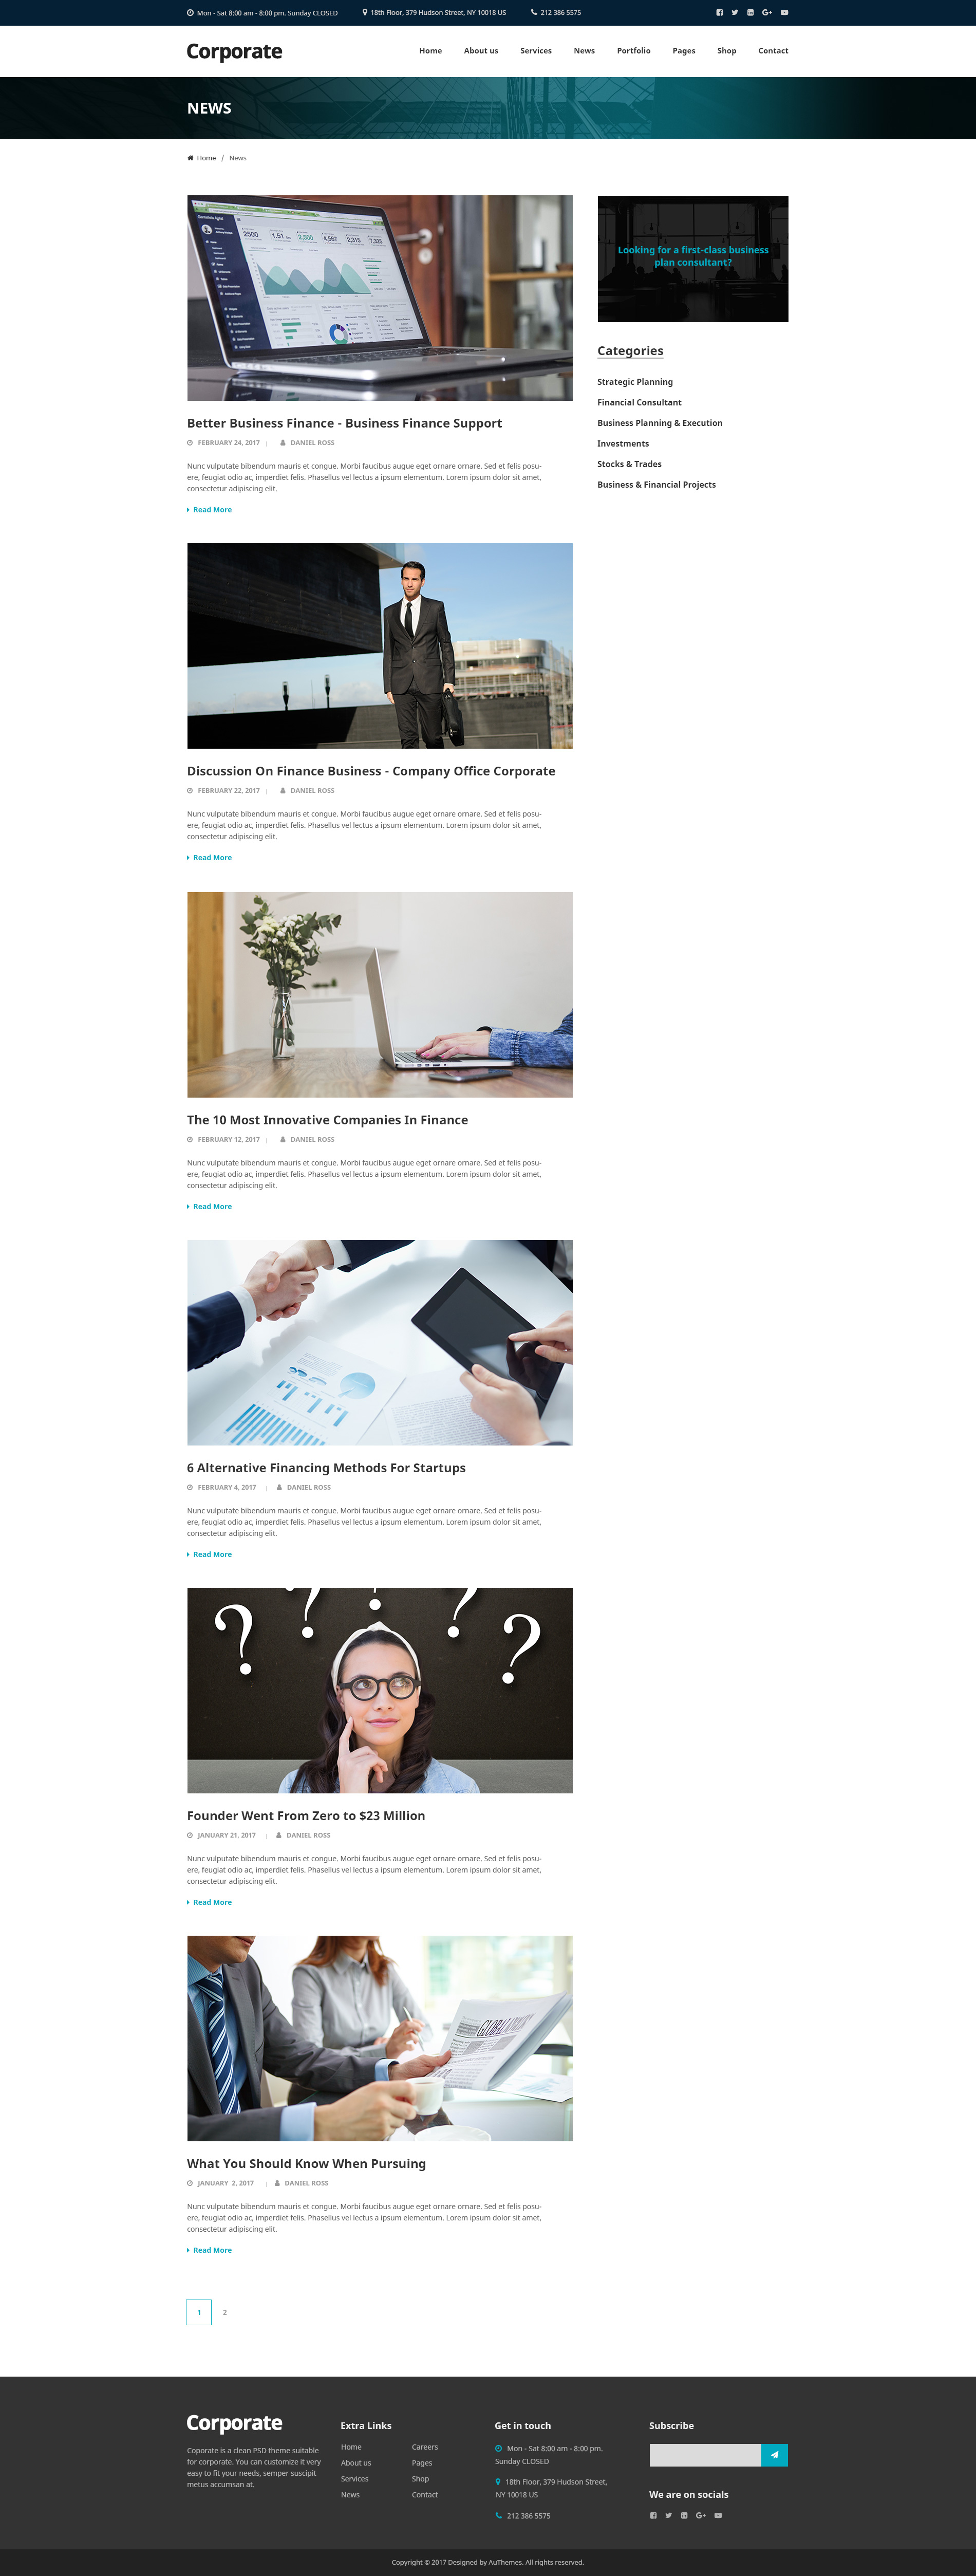 Mon - Sat 8:00 am - 8:00 pm. Sunday CLOSED
18th Floor, 379 Hudson Street, NY 10018 US
212 386 5575
Corporate
Home About us Services News Portfolio Pages Shop Contact
NEWS
Home / News
Looking for a first-class business
plan consultant?
Categories
Strategic Planning
Financial Consultant
Business Planning & Execution
Investments
Stocks & Trades
Business & Financial Projects
Better Business Finance - Business Finance Support
FEBRUARY 24, 2017 | DANIEL ROSS
Nunc vulputate bibendum mauris et congue. Morbi faucibus augue eget ornare ornare. Sed et felis posu-
ere, feugiat odio ac, imperdiet felis. Phasellus vel lectus a ipsum elementum. Lorem ipsum dolor sit amet,
consectetur adipiscing elit.
Read More
Discussion On Finance Business - Company Office Corporate
FEBRUARY 22, 2017 | DANIEL ROSS
Nunc vulputate bibendum mauris et congue. Morbi faucibus augue eget ornare ornare. Sed et felis posu-
ere, feugiat odio ac, imperdiet felis. Phasellus vel lectus a ipsum elementum. Lorem ipsum dolor sit amet,
consectetur adipiscing elit.
Read More
The 10 Most Innovative Companies In Finance
FEBRUARY 12, 2017 | DANIEL ROSS
Nunc vulputate bibendum mauris et congue. Morbi faucibus augue eget ornare ornare. Sed et felis posu-
ere, feugiat odio ac, imperdiet felis. Phasellus vel lectus a ipsum elementum. Lorem ipsum dolor sit amet,
consectetur adipiscing elit.
Read More
6 Alternative Financing Methods For Startups
FEBRUARY 4, 2017 | DANIEL ROSS
Nunc vulputate bibendum mauris et congue. Morbi faucibus augue eget ornare ornare. Sed et felis posu-
ere, feugiat odio ac, imperdiet felis. Phasellus vel lectus a ipsum elementum. Lorem ipsum dolor sit amet,
consectetur adipiscing elit.
Read More
? ? ? ? ?
Founder Went From Zero to $23 Million
JANUARY 21, 2017 | DANIEL ROSS
Nunc vulputate bibendum mauris et congue. Morbi faucibus augue eget ornare ornare. Sed et felis posu-
ere, feugiat odio ac, imperdiet felis. Phasellus vel lectus a ipsum elementum. Lorem ipsum dolor sit amet,
consectetur adipiscing elit.
Read More
What You Should Know When Pursuing
JANUARY 2, 2017 | DANIEL ROSS
Nunc vulputate bibendum mauris et congue. Morbi faucibus augue eget ornare ornare. Sed et felis posu-
ere, feugiat odio ac, imperdiet felis. Phasellus vel lectus a ipsum elementum. Lorem ipsum dolor sit amet,
consectetur adipiscing elit.
Read More
1 2
Corporate
Coporate is a clean PSD theme suitable
for corporate. You can customize it very
easy to fit your needs, semper suscipit
metus accumsan at.
Extra Links
Home
About us
Services
News
Careers
Pages
Shop
Contact
Get in touch
Mon - Sat 8:00 am - 8:00 pm.
Sunday CLOSED
18th Floor, 379 Hudson Street,
NY 10018 US
212 386 5575
Subscribe
We are on socials
Copyright © 2017 Designed by AuThemes. All rights reserved.